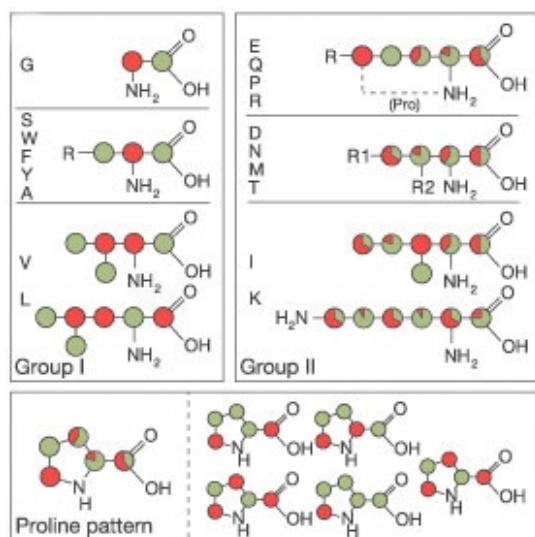 G
O
OH
NH2
S
W
F
Y
A
R
O
OH
NH2
V
O
OH
NH2
L
O
OH
NH2
Group I
E
Q
P
R
R
O
OH
(Pro)
NH2
D
N
M
T
R1
R2
NH2
O
OH
I
O
OH
NH2
K
H2N
O
OH
NH2
Group II
O
OH
N
H
Proline pattern
O
OH
N
H
O
OH
N
H
O
OH
N
H
O
OH
N
H
O
OH
N
H